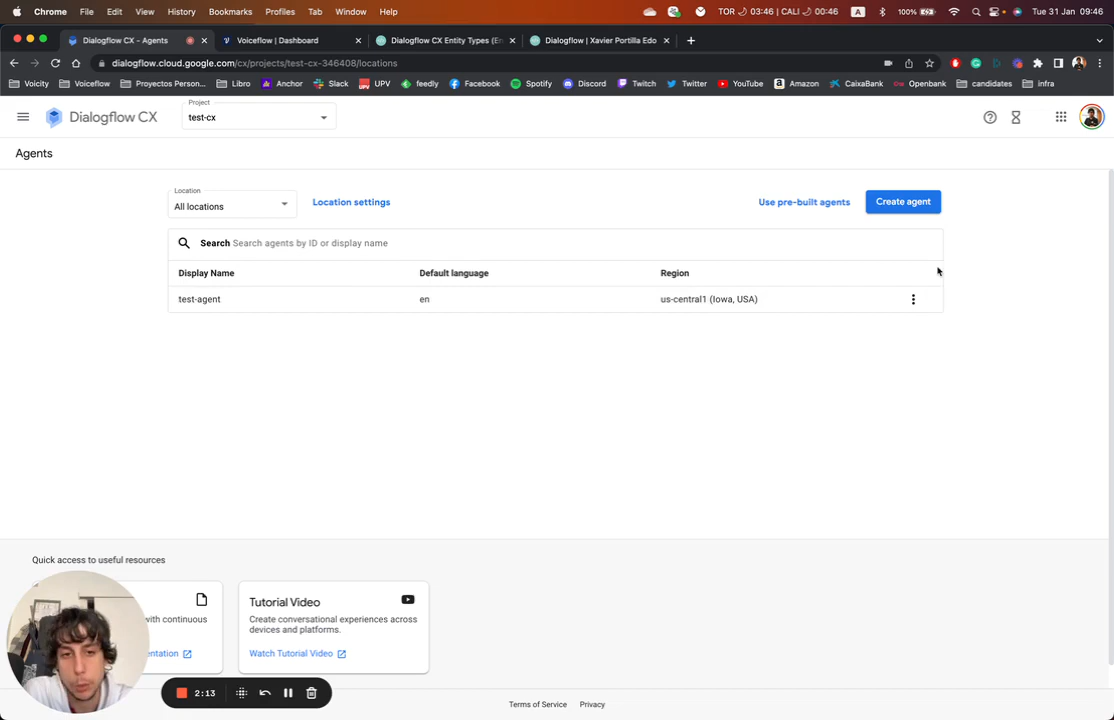 Chrome File Edit View History Bookmarks Profiles Tab Window Help TOR 03:46 | CALI 00:46 A 100% Tue 31 Jan 09:46
Dialogflow CX - Agents Voiceflow | Dashboard Dialogflow CX Entity Types (En Dialogflow | Xavier Portilla Edo
dialogflow.cloud.google.com/cx/projects/test-cx-346408/locations
Voicity Voiceflow Proyectos Person... Libro Anchor Slack UPV feedly Facebook Spotify Discord Twitch Twitter YouTube Amazon CaixaBank Openbank candidates infra
Dialogflow CX
Project
test-cx
Agents
Location
All locations
Location settings
Use pre-built agents
Create agent
Search Search agents by ID or display name
Display Name Default language Region
test-agent en us-central1 (Iowa, USA)
Quick access to useful resources
with continuous
entation
Tutorial Video
Create conversational experiences across
devices and platforms.
Watch Tutorial Video
2:13
Terms of Service Privacy